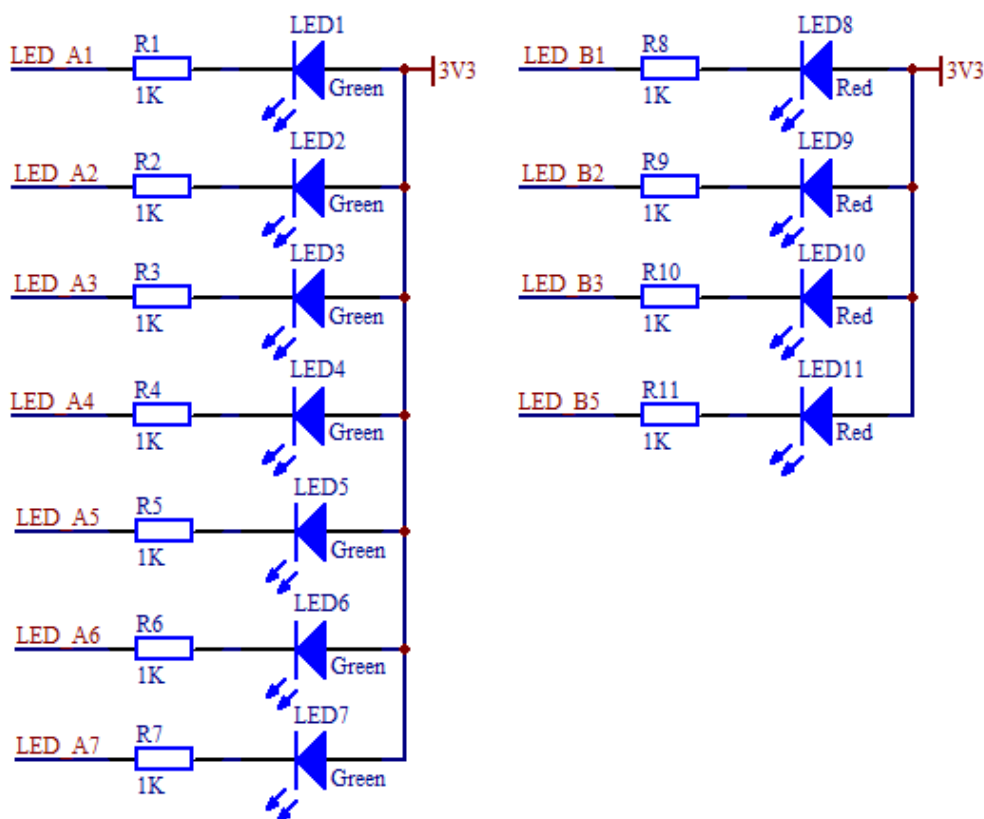 LED1
LED_A1 R1 3V3
1K Green
LED2
LED_A2 R2
1K Green
LED3
LED_A3 R3
1K Green
LED4
LED_A4 R4
1K Green
LED5
LED_A5 R5
1K Green
LED6
LED_A6 R6
1K Green
LED7
LED_A7 R7
1K Green
LED8
LED_B1 R8 3V3
1K Red
LED9
LED_B2 R9
1K Red
LED10
LED_B3 R10
1K Red
LED11
LED_B5 R11
1K Red